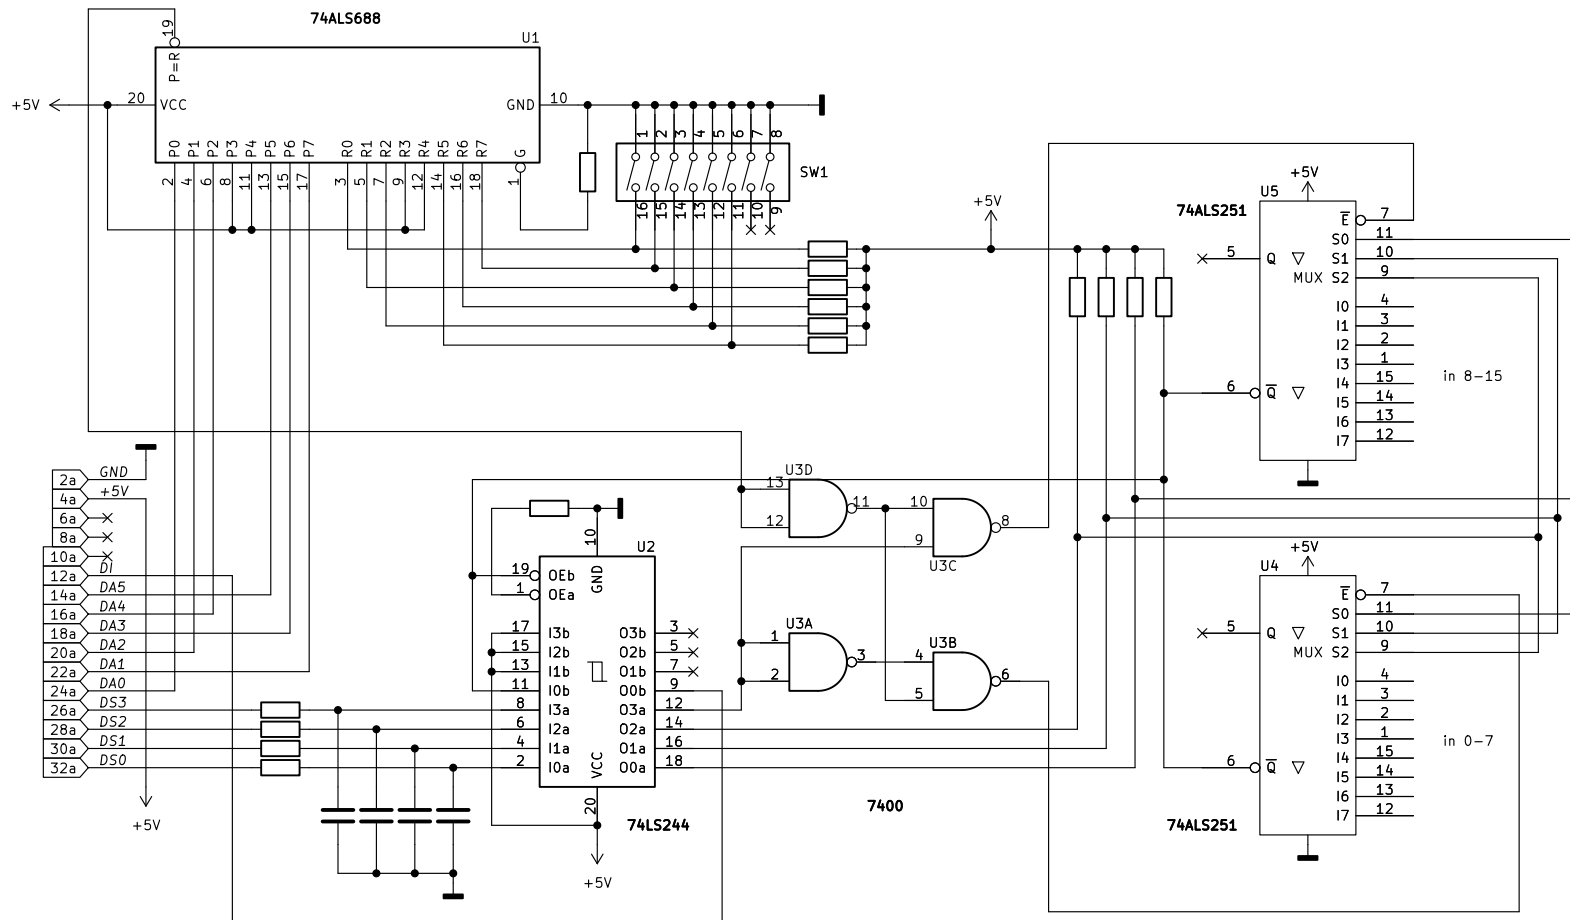 74ALS688
U1
19
P=R
+5V
20
VCC
GND
10
P0
P1
P2
P3
P4
P5
P6
P7
R0
R1
R2
R3
R4
R5
R6
R7
G
2
4
6
8
11
13
15
17
3
5
7
9
12
14
16
18
1
1
2
3
4
5
6
7
8
SW1
16
15
14
13
12
11
10
9
+5V
+5V
U5
74ALS251
E 7
S0 11
5 Q S1 10
MUX S2 9
I0 4
I1 3
I2 2
I3 1
I4 15
6 Q I5 14
I6 13
I7 12
in 8-15
2a GND
4a +5V
6a
8a
10a
12a DI
14a DA5
16a DA4
18a DA3
20a DA2
22a DA1
24a DA0
26a DS3
28a DS2
30a DS1
32a DS0
+5V
10
U2
GND
19 OEb
1 OEa
17 I3b O3b 3
15 I2b O2b 5
13 I1b O1b 7
11 I0b O0b 9
8 I3a O3a 12
6 I2a O2a 14
4 I1a O1a 16
2 I0a O0a 18
VCC
20
74LS244
+5V
U3D
13
12
11
10
9
8
U3C
U3A
1
2
3
U3B
4
5
6
7400
+5V
U4
E 7
S0 11
5 Q S1 10
MUX S2 9
I0 4
I1 3
I2 2
I3 1
I4 15
6 Q I5 14
I6 13
I7 12
in 0-7
74ALS251